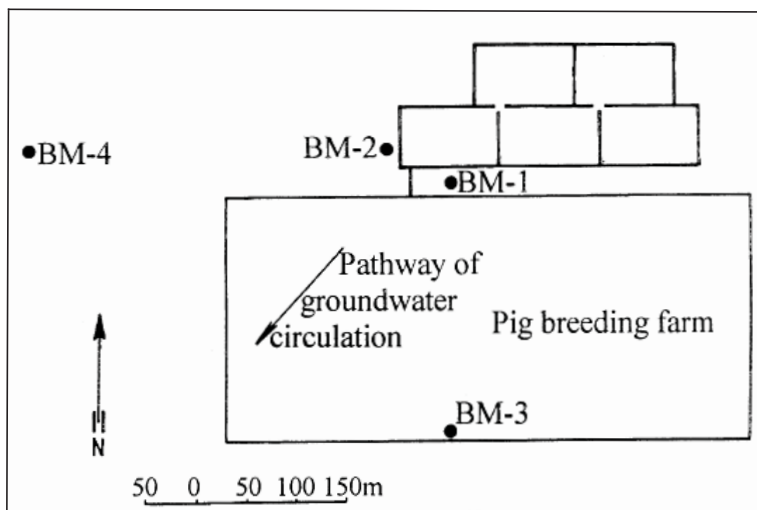 BM-4
BM-2
BM-1
Pathway of
groundwater
circulation
Pig breeding farm
BM-3
N
50 0 50 100 150m